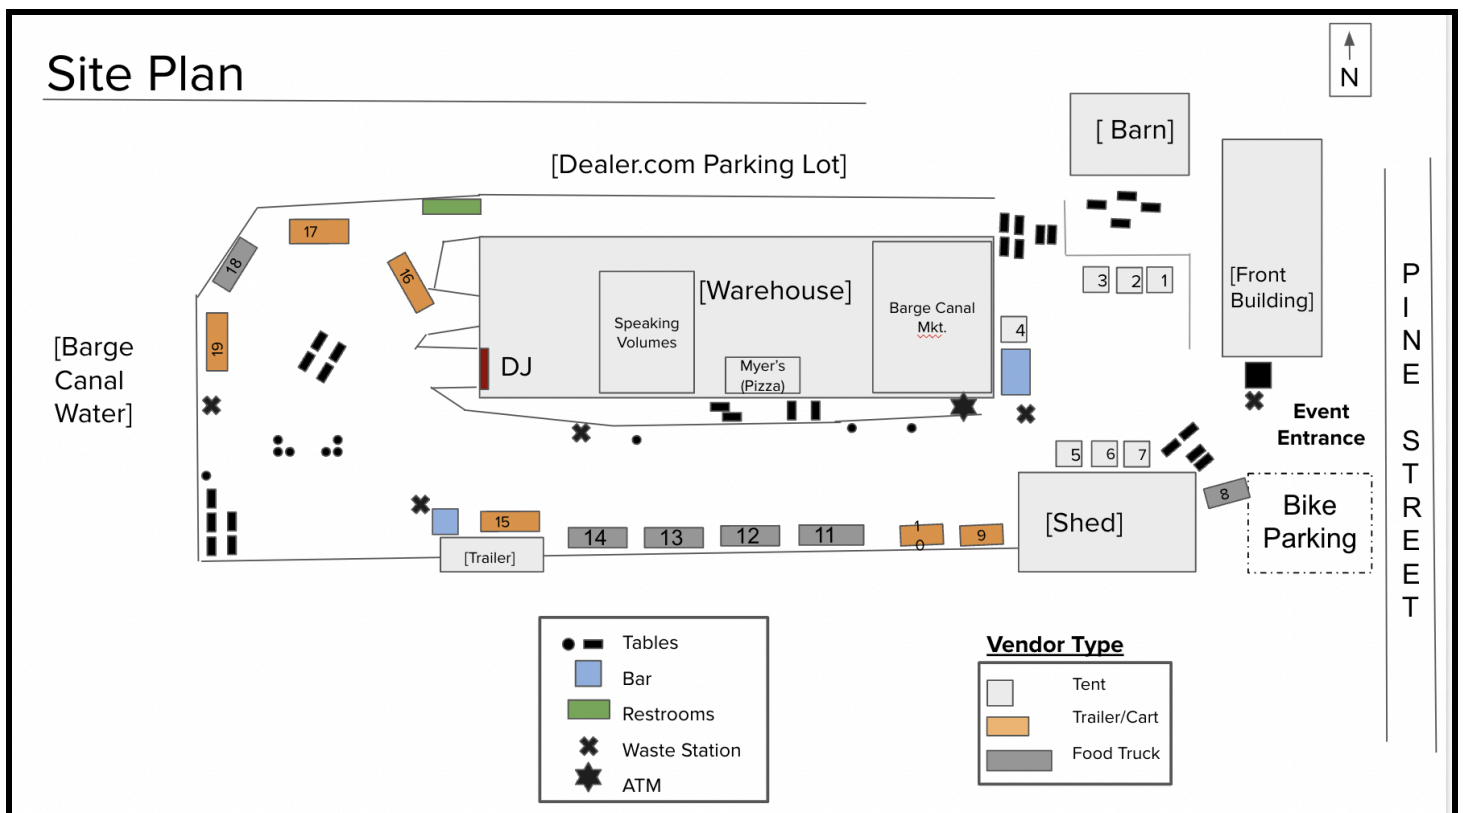 Site Plan
N
[ Barn]
[Dealer.com Parking Lot]
17
18
16
19
[Warehouse]
Speaking
Volumes
Barge Canal
Mkt.
Myer's
(Pizza)
DJ
3
2
1
4
[Front
Building]
[Barge
Canal
Water]
Event
Entrance
5
6
7
8
Bike
Parking
[Shed]
15
14
13
12
11
1
0
9
[Trailer]
P
I
N
E
S
T
R
E
E
T
Tables
Bar
Restrooms
Waste Station
ATM
Vendor Type
Tent
Trailer/Cart
Food Truck